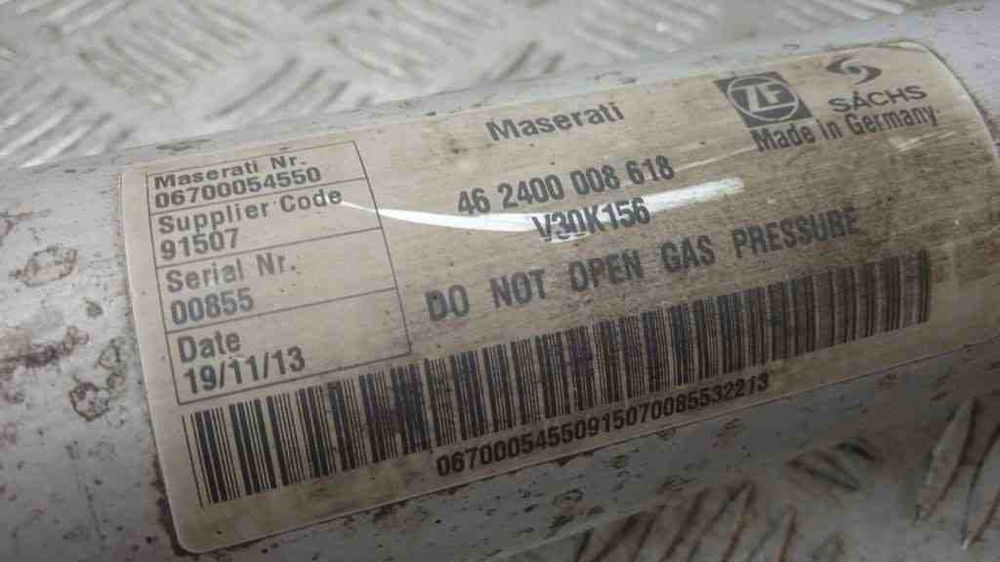 Maserati Nr.
06700054550
Supplier Code
91507
Serial Nr.
00855
Date
19/11/13
Maserati
46 2400 008 618
V30K156
DO NOT OPEN GAS PRESSURE
ZF
SACHS
Made in Germany
06700054550915070085532213